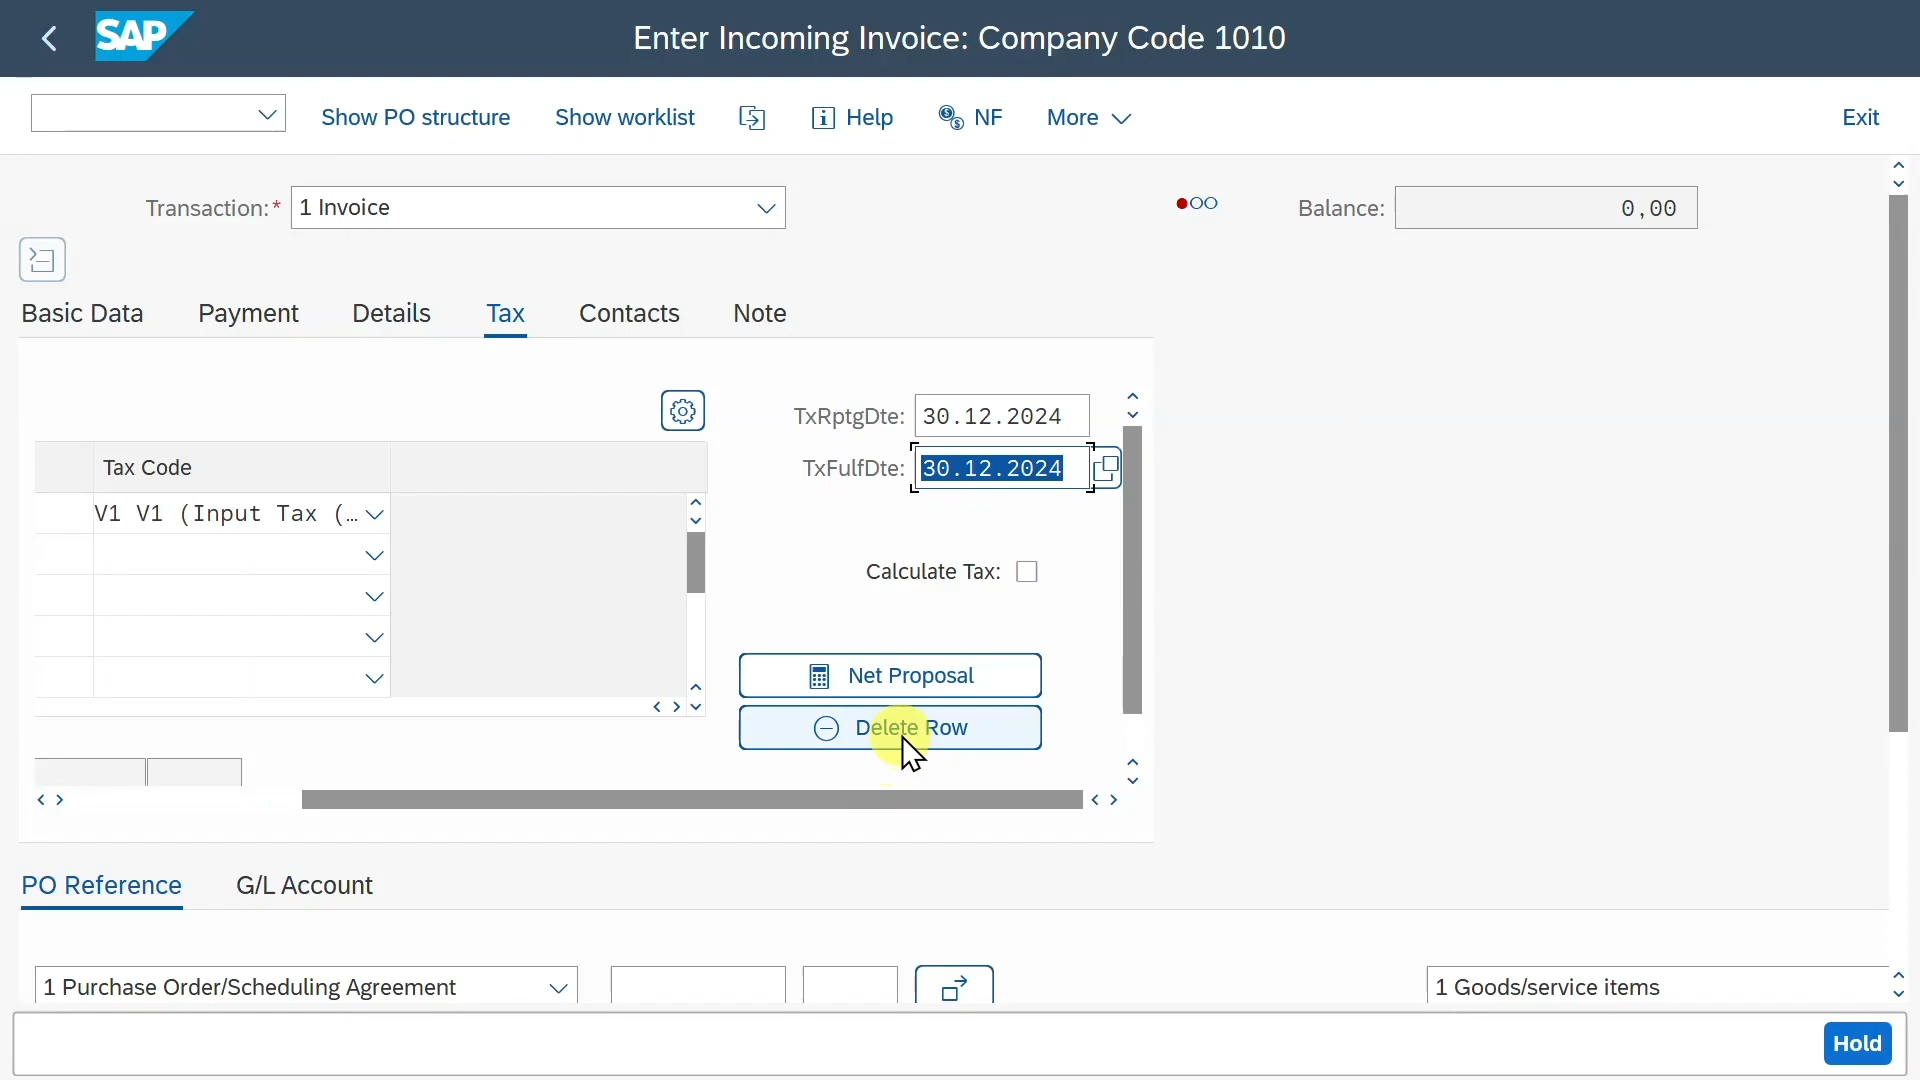 SAP Enter Incoming Invoice: Company Code 1010
Show PO structure Show worklist Help NF More Exit
Transaction:* 1 Invoice Balance: 0,00
Basic Data Payment Details Tax Contacts Note
TxRptgDte: 30.12.2024
Tax Code
TxFulfDte: 30.12.2024
V1 V1 (Input Tax (…
Calculate Tax:
Net Proposal
Delete Row
PO Reference G/L Account
1 Purchase Order/Scheduling Agreement 1 Goods/service items
Hold